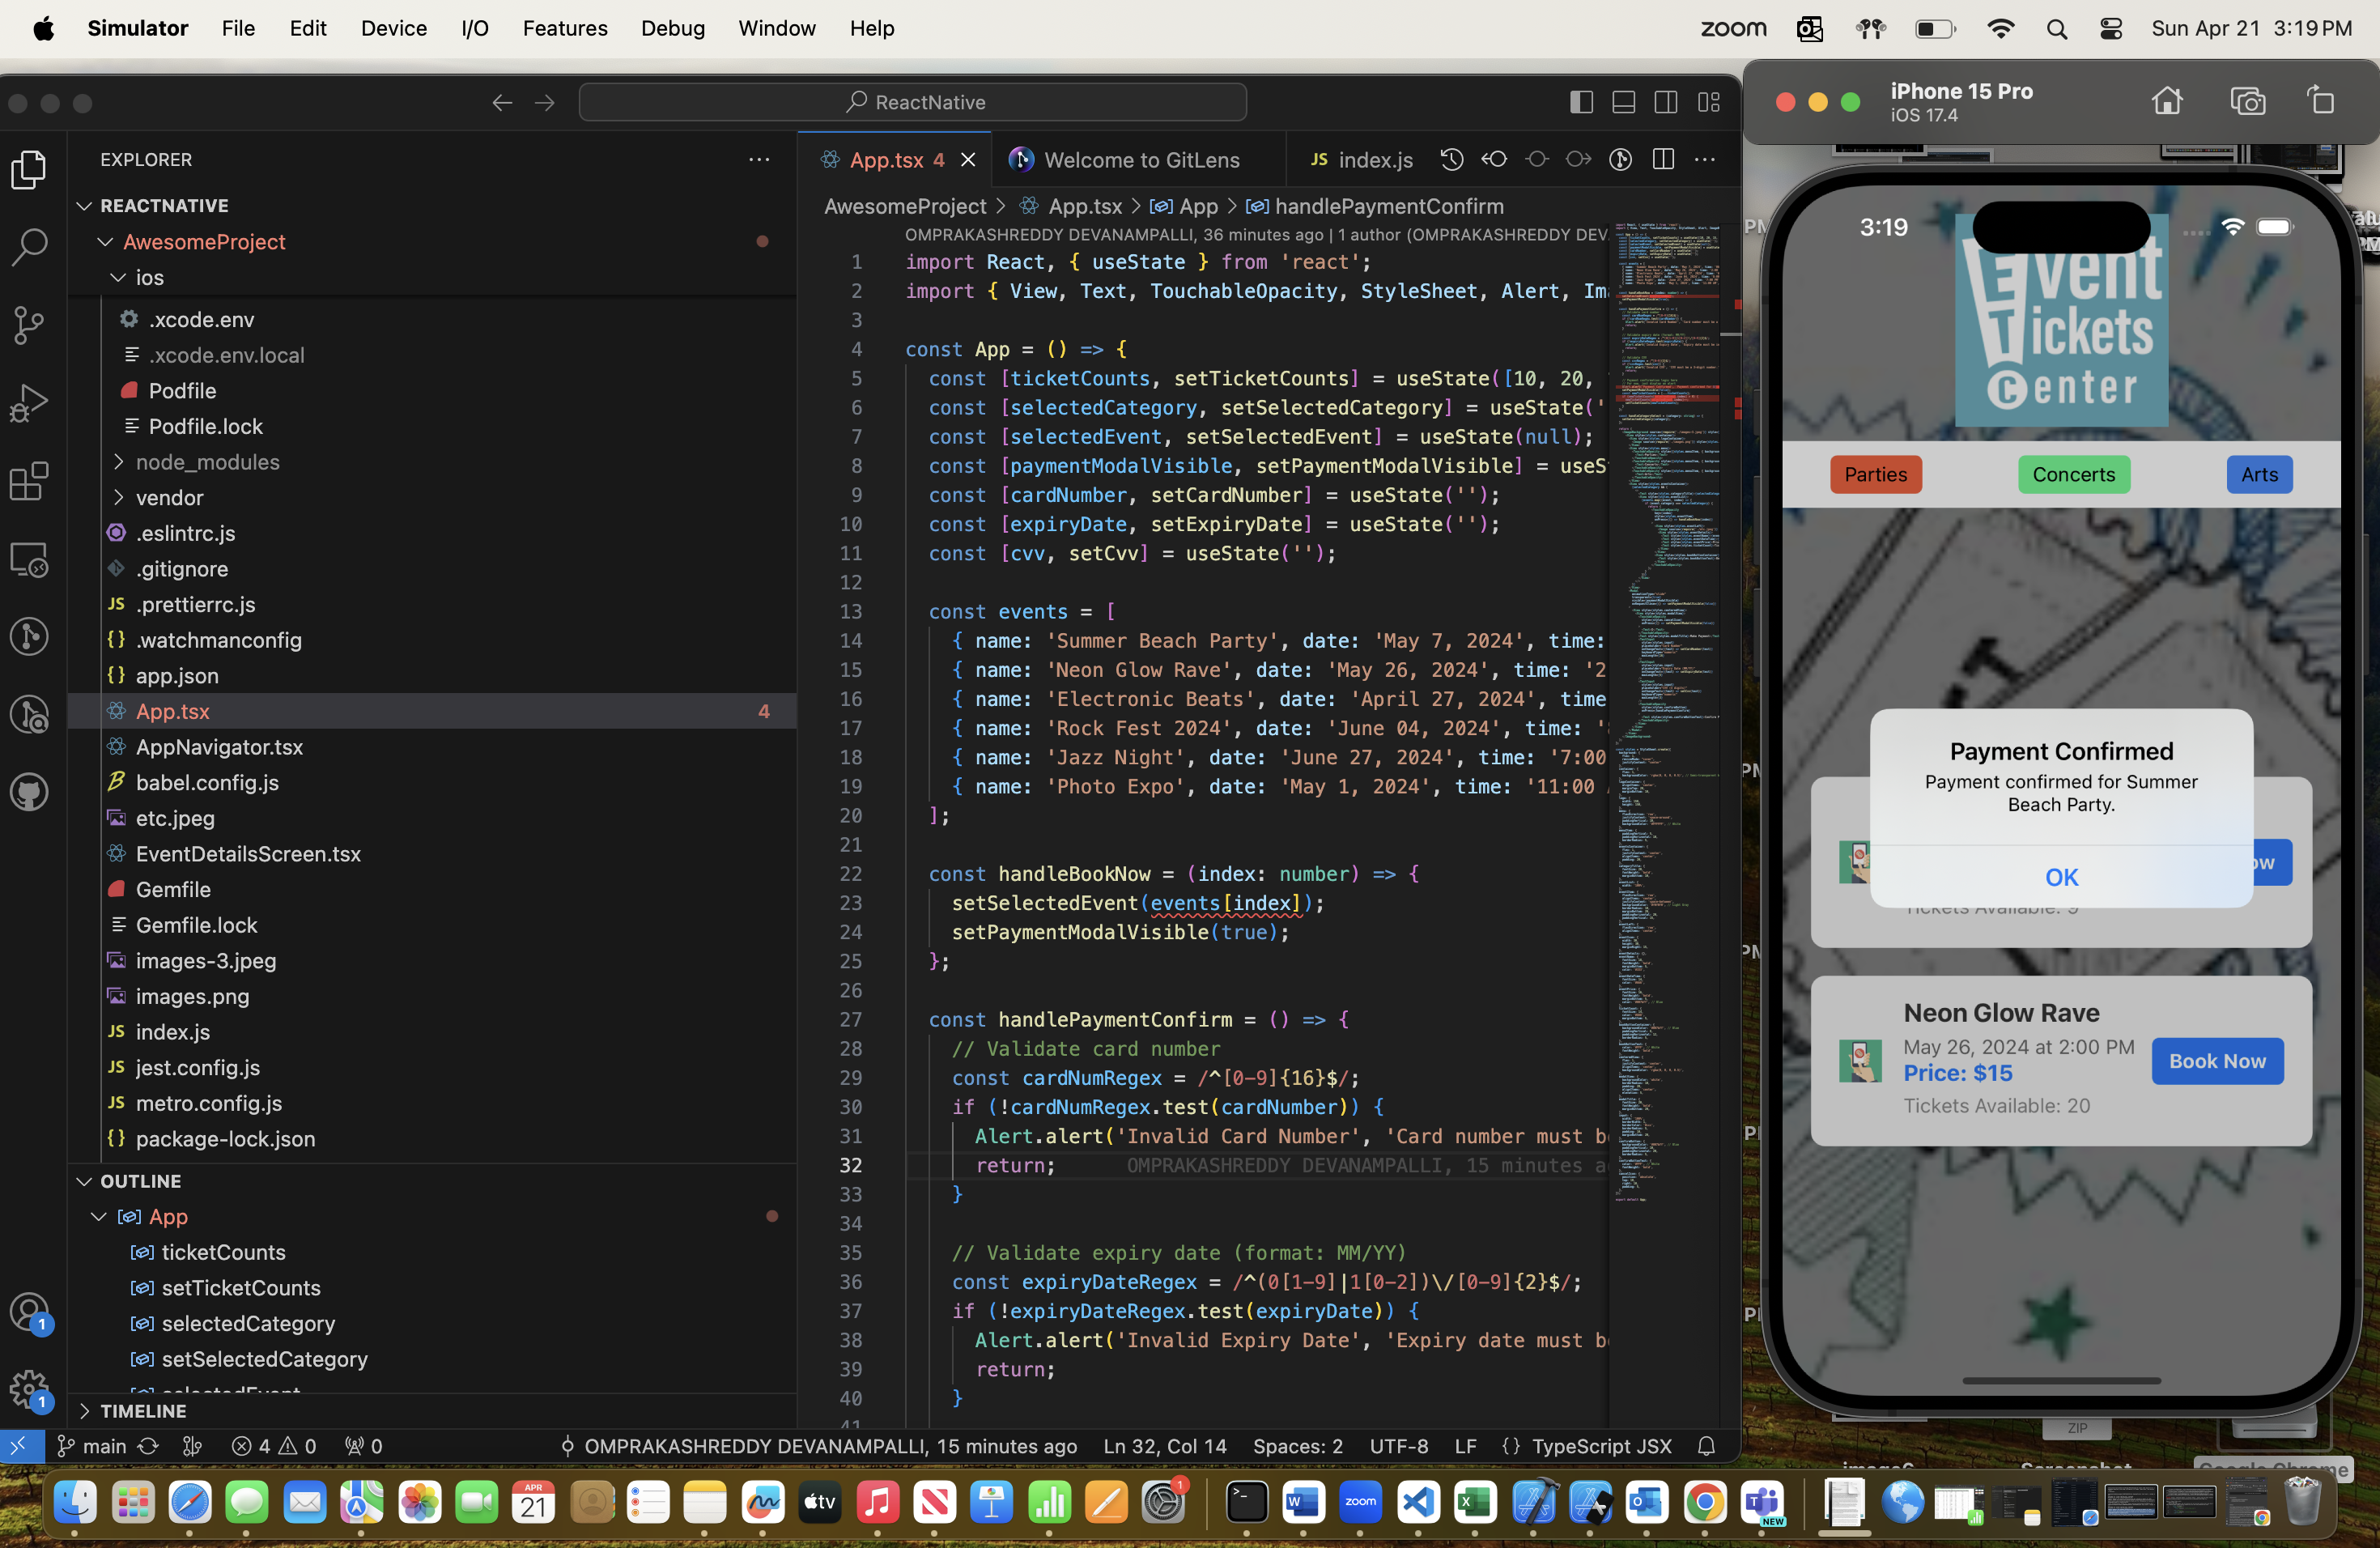 Simulator File Edit Device I/O Features Debug Window Help
zoom Sun Apr 21 3:19 PM
ReactNative
iPhone 15 Pro
iOS 17.4
EXPLORER
REACTNATIVE
AwesomeProject
ios
.xcode.env
.xcode.env.local
Podfile
Podfile.lock
node_modules
vendor
.eslintrc.js
.gitignore
.prettierrc.js
.watchmanconfig
app.json
App.tsx 4
AppNavigator.tsx
babel.config.js
etc.jpeg
EventDetailsScreen.tsx
Gemfile
Gemfile.lock
images-3.jpeg
images.png
index.js
jest.config.js
metro.config.js
package-lock.json
OUTLINE
App
ticketCounts
setTicketCounts
selectedCategory
setSelectedCategory
selectedEvent
TIMELINE
App.tsx 4 Welcome to GitLens JS index.js
AwesomeProject > App.tsx > App > handlePaymentConfirm
OMPRAKASHREDDY DEVANAMPALLI, 36 minutes ago | 1 author (OMPRAKASHREDDY DEV
1 import React, { useState } from 'react';
2 import { View, Text, TouchableOpacity, StyleSheet, Alert, Im
3
4 const App = () => {
5 const [ticketCounts, setTicketCounts] = useState([10, 20,
6 const [selectedCategory, setSelectedCategory] = useState('
7 const [selectedEvent, setSelectedEvent] = useState(null);
8 const [paymentModalVisible, setPaymentModalVisible] = useS
9 const [cardNumber, setCardNumber] = useState('');
10 const [expiryDate, setExpiryDate] = useState('');
11 const [cvv, setCvv] = useState('');
12
13 const events = [
14 { name: 'Summer Beach Party', date: 'May 7, 2024', time:
15 { name: 'Neon Glow Rave', date: 'May 26, 2024', time: '2
16 { name: 'Electronic Beats', date: 'April 27, 2024', time
17 { name: 'Rock Fest 2024', date: 'June 04, 2024', time: '
18 { name: 'Jazz Night', date: 'June 27, 2024', time: '7:00
19 { name: 'Photo Expo', date: 'May 1, 2024', time: '11:00
20 ];
21
22 const handleBookNow = (index: number) => {
23 setSelectedEvent(events[index]);
24 setPaymentModalVisible(true);
25 };
26
27 const handlePaymentConfirm = () => {
28 // Validate card number
29 const cardNumRegex = /^[0-9]{16}$/;
30 if (!cardNumRegex.test(cardNumber)) {
31 Alert.alert('Invalid Card Number', 'Card number must b
32 return; OMPRAKASHREDDY DEVANAMPALLI, 15 minutes a
33 }
34
35 // Validate expiry date (format: MM/YY)
36 const expiryDateRegex = /^(0[1-9]|1[0-2])\/[0-9]{2}$/;
37 if (!expiryDateRegex.test(expiryDate)) {
38 Alert.alert('Invalid Expiry Date', 'Expiry date must b
39 return;
40 }
41
main 4 0 0 OMPRAKASHREDDY DEVANAMPALLI, 15 minutes ago Ln 32, Col 14 Spaces: 2 UTF-8 LF {} TypeScript JSX
3:19
Event
Tickets
Center
Parties Concerts Arts
Payment Confirmed
Payment confirmed for Summer
Beach Party.
OK
ow
Tickets Available: 9
Neon Glow Rave
May 26, 2024 at 2:00 PM
Price: $15
Book Now
Tickets Available: 20
ZIP
Screenshot
Google Chrome
APR
21
tv
1
zoom
NEW